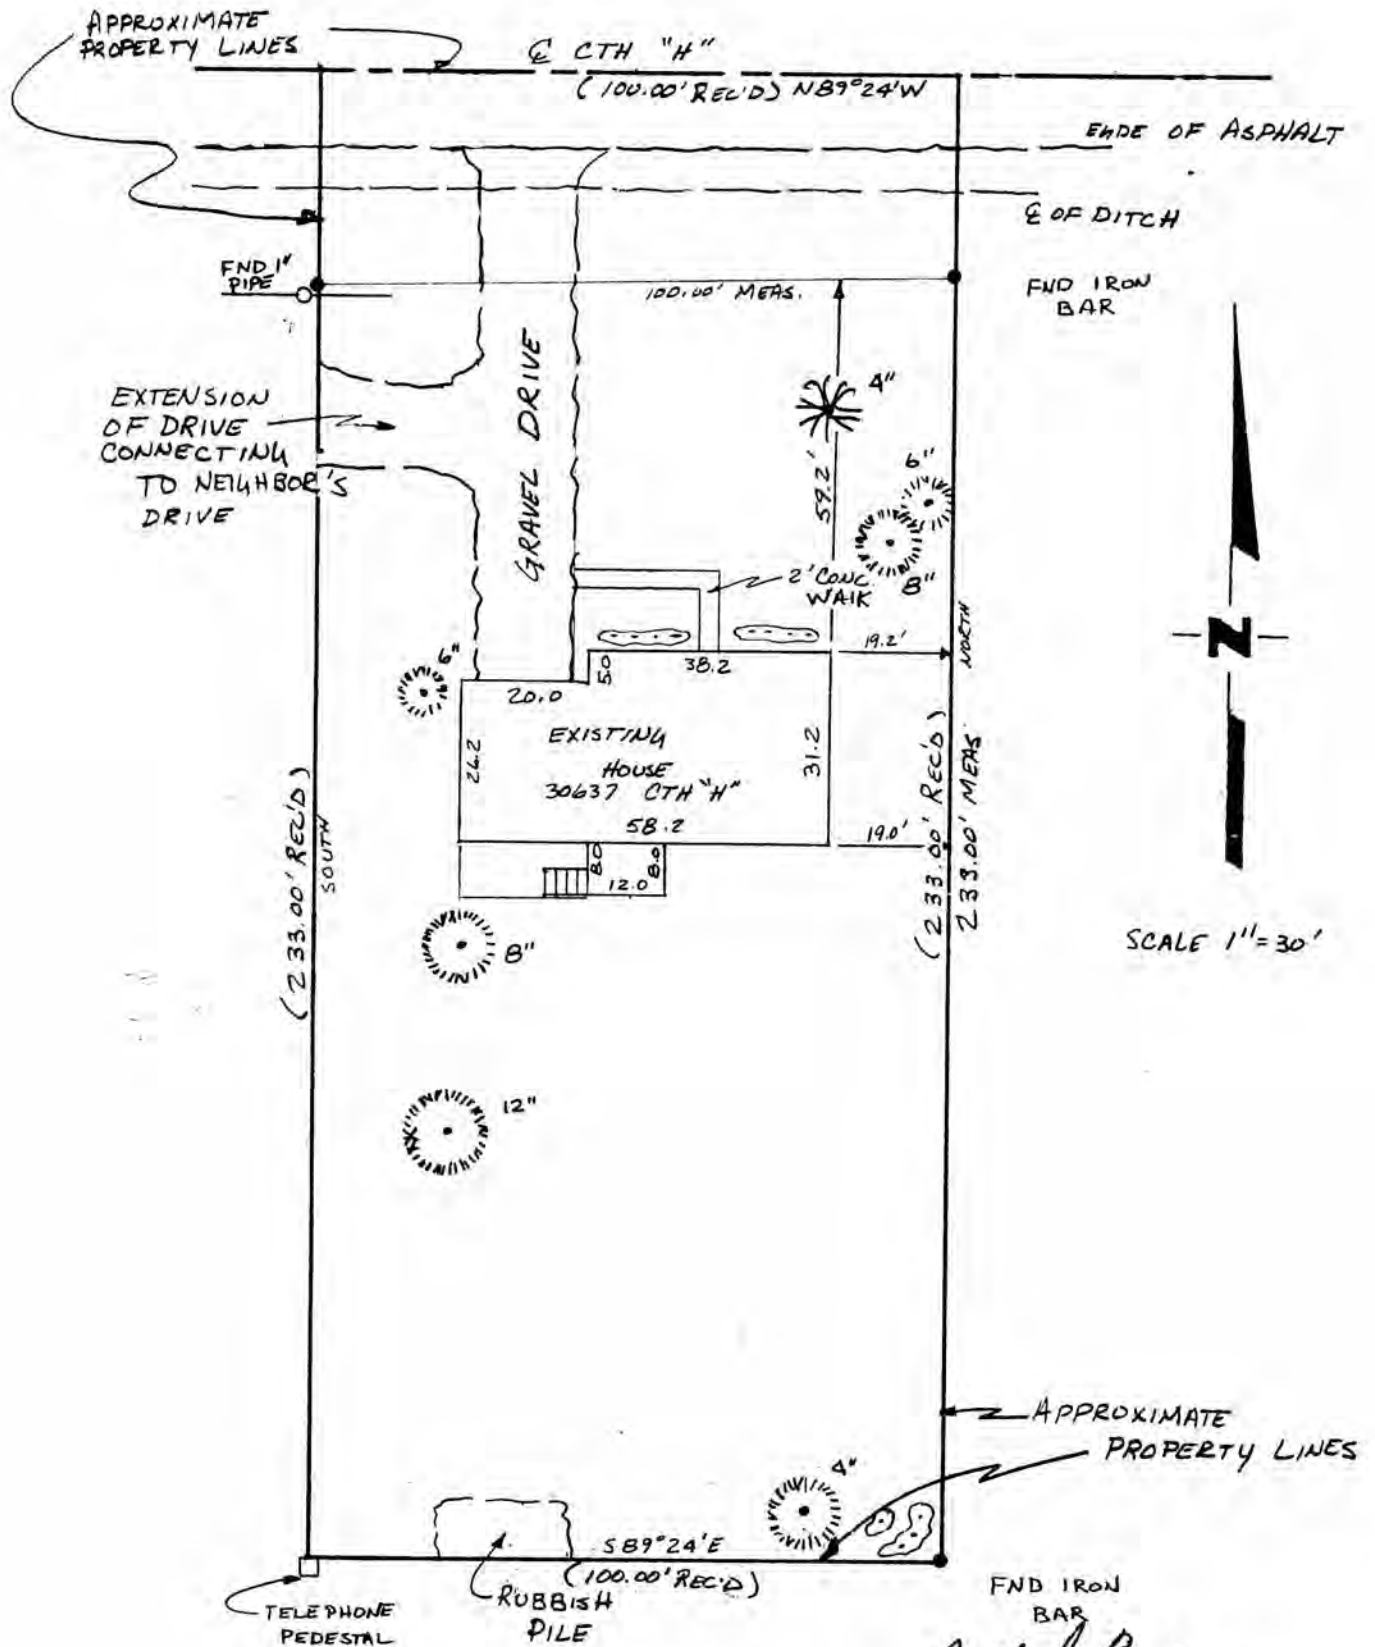 APPROXIMATE
PROPERTY LINES
℄ CTH "H"
(100.00' REC'D) N89°24'W
EHDE OF ASPHALT
℄ OF DITCH
FND 1"
PIPE
100.00' MEAS.
FND IRON
BAR
EXTENSION
OF DRIVE
CONNECTING
TO NEIGHBOR'S
DRIVE
GRAVEL DRIVE
4"
59.2'
6"
8"
2' CONC.
WALK
19.2'
NORTH
N
6"
5.0
38.2
20.0
26.2
EXISTING
HOUSE
30637 CTH "H"
31.2
58.2
19.0'
(233.00' REC'D)
SOUTH
(233.00' REC'D)
233.00' MEAS
8.0
8.0
12.0
8"
SCALE 1"=30'
12"
APPROXIMATE
PROPERTY LINES
4"
S89°24'E
(100.00' REC'D)
RUBBISH
PILE
TELEPHONE
PEDESTAL
FND IRON
BAR